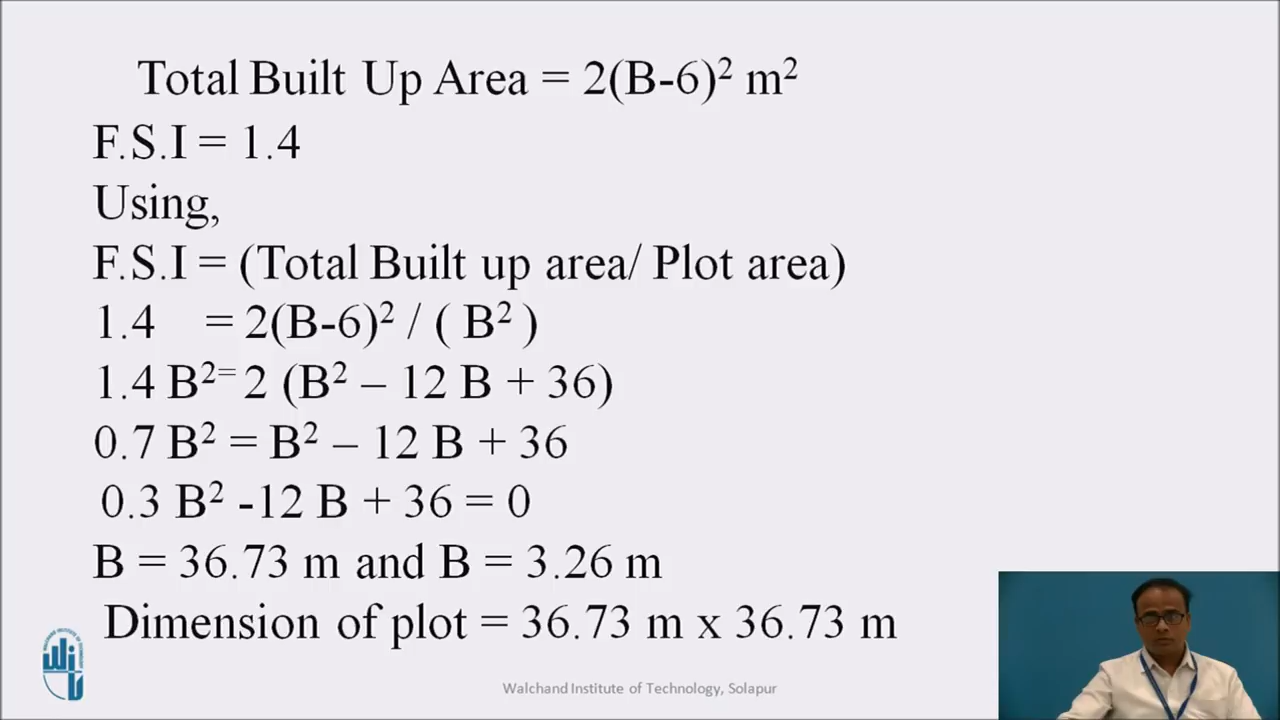 Total Built Up Area = 2(B-6)² m²
F.S.I = 1.4
Using,
F.S.I = (Total Built up area/ Plot area)
1.4 = 2(B-6)² / ( B² )
1.4 B²⁼ 2 (B² – 12 B + 36)
0.7 B² = B² – 12 B + 36
0.3 B² -12 B + 36 = 0
B = 36.73 m and B = 3.26 m
Dimension of plot = 36.73 m x 36.73 m
Walchand Institute of Technology, Solapur